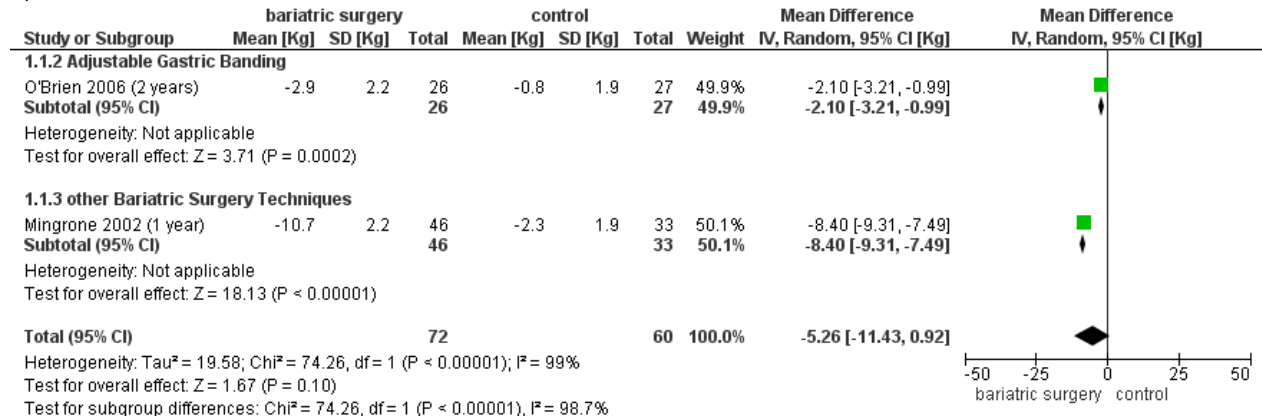 bariatric surgery control Mean Difference Mean Difference
Study or Subgroup Mean [Kg] SD [Kg] Total Mean [Kg] SD [Kg] Total Weight IV, Random, 95% CI [Kg] IV, Random, 95% CI [Kg]
1.1.2 Adjustable Gastric Banding
O'Brien 2006 (2 years) -2.9 2.2 26 -0.8 1.9 27 49.9% -2.10 [-3.21, -0.99]
Subtotal (95% CI) 26 27 49.9% -2.10 [-3.21, -0.99]
Heterogeneity: Not applicable
Test for overall effect: Z = 3.71 (P = 0.0002)
1.1.3 other Bariatric Surgery Techniques
Mingrone 2002 (1 year) -10.7 2.2 46 -2.3 1.9 33 50.1% -8.40 [-9.31, -7.49]
Subtotal (95% CI) 46 33 50.1% -8.40 [-9.31, -7.49]
Heterogeneity: Not applicable
Test for overall effect: Z = 18.13 (P < 0.00001)
Total (95% CI) 72 60 100.0% -5.26 [-11.43, 0.92]
Heterogeneity: Tau² = 19.58; Chi² = 74.26, df = 1 (P < 0.00001); I² = 99%
Test for overall effect: Z = 1.67 (P = 0.10)
Test for subgroup differences: Chi² = 74.26, df = 1 (P < 0.00001), I² = 98.7%
-50 -25 0 25 50
bariatric surgery control